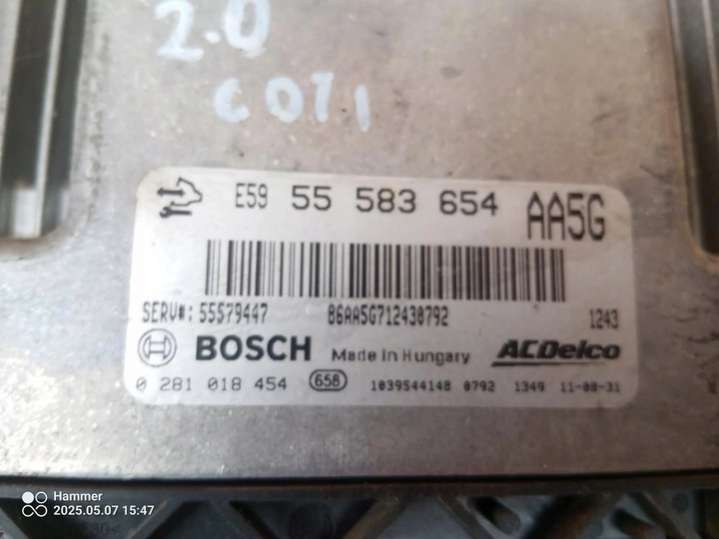 2.0
CDTI
E59 55 583 654 AA5G
SERV#: 55579447 86AA5G712430792 1243
BOSCH Made in Hungary ACDelco
0 281 018 454 658 1039S44148 0792 1349 11-08-31
Hammer
2025.05.07 15:47